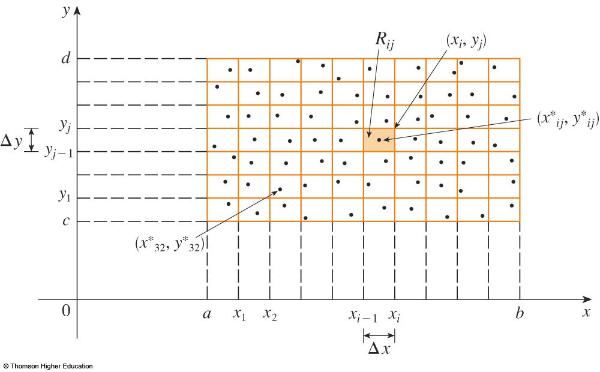 y
d
R_ij
(x_i, y_j)
y_j
(x*_ij, y*_ij)
Δy
y_j−1
y_1
c
(x*_32, y*_32)
0
a x_1 x_2 x_i−1 x_i b x
Δx
© Thomson Higher Education